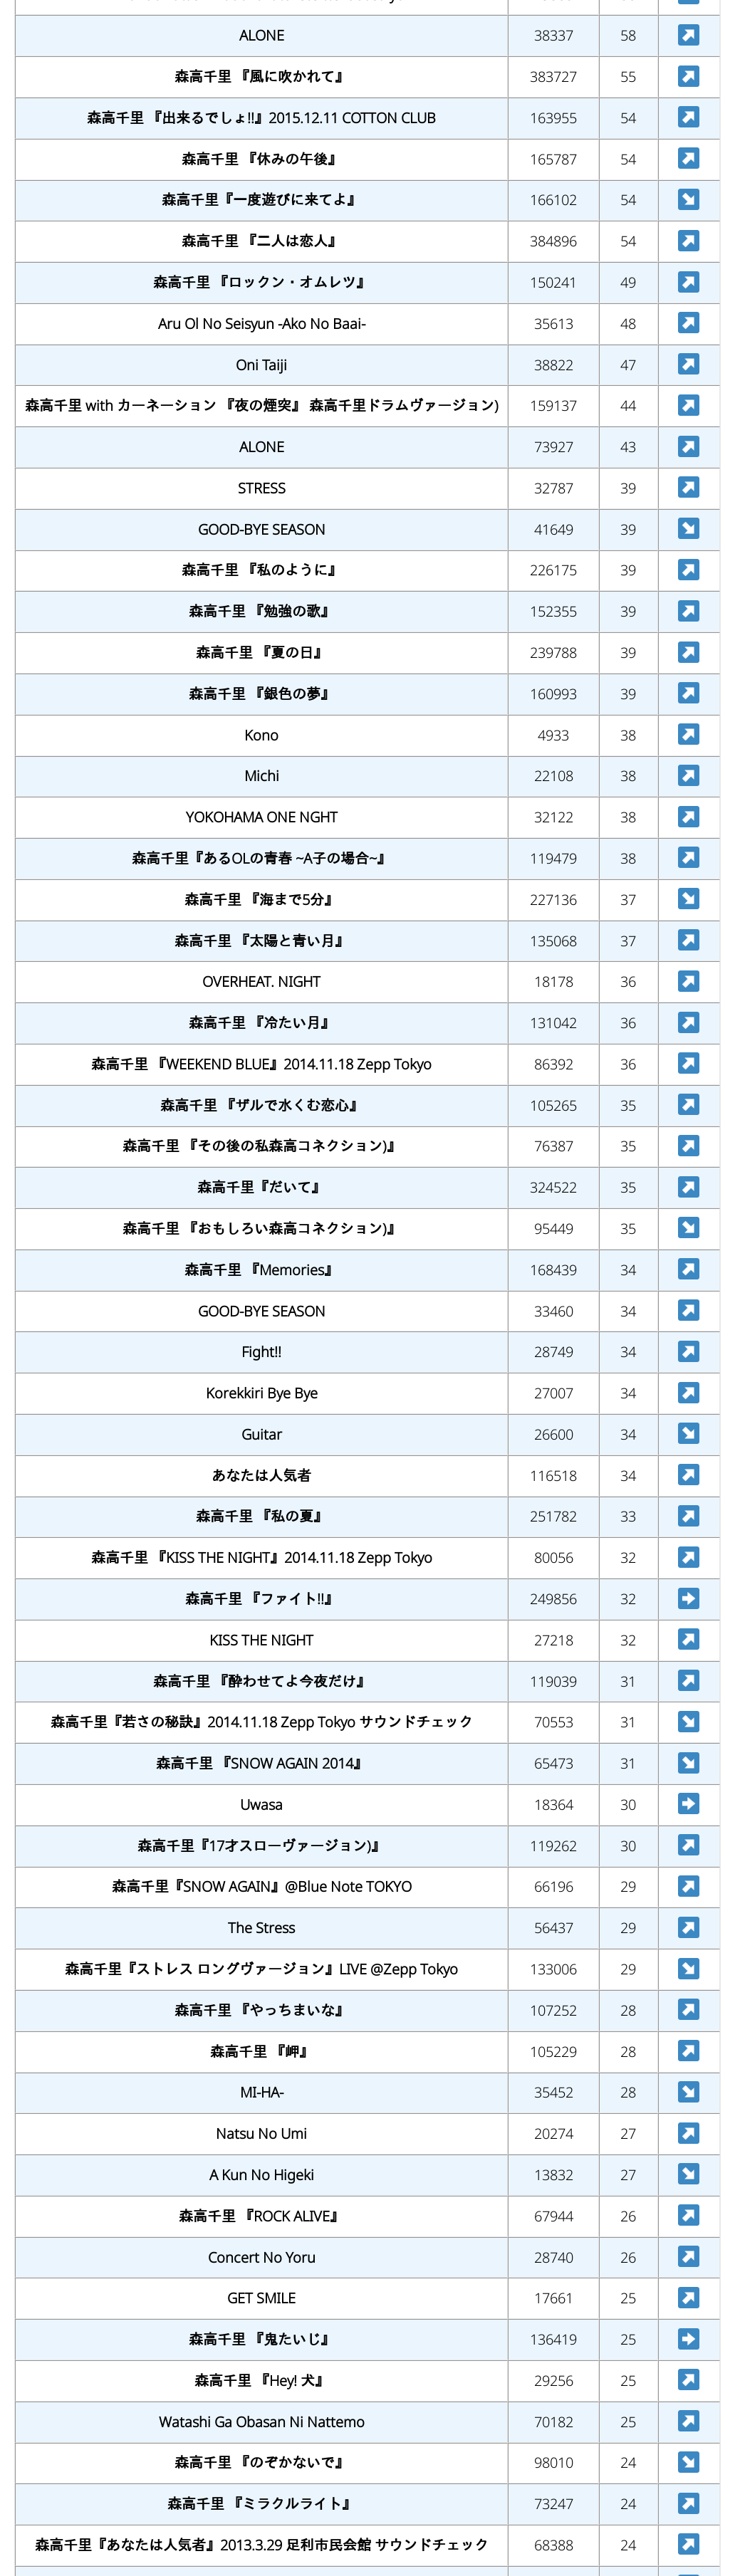 ALONE 38337 58 ↗
森高千里 『風に吹かれて』 383727 55 ↗
森高千里 『出来るでしょ!!』2015.12.11 COTTON CLUB 163955 54 ↗
森高千里 『休みの午後』 165787 54 ↗
森高千里『一度遊びに来てよ』 166102 54 ↘
森高千里 『二人は恋人』 384896 54 ↗
森高千里 『ロックン・オムレツ』 150241 49 ↗
Aru Ol No Seisyun -Ako No Baai- 35613 48 ↗
Oni Taiji 38822 47 ↗
森高千里 with カーネーション 『夜の煙突』 森高千里ドラムヴァージョン) 159137 44 ↗
ALONE 73927 43 ↗
STRESS 32787 39 ↗
GOOD-BYE SEASON 41649 39 ↘
森高千里 『私のように』 226175 39 ↗
森高千里 『勉強の歌』 152355 39 ↗
森高千里 『夏の日』 239788 39 ↗
森高千里 『銀色の夢』 160993 39 ↗
Kono 4933 38 ↗
Michi 22108 38 ↗
YOKOHAMA ONE NGHT 32122 38 ↗
森高千里『あるOLの青春 ~A子の場合~』 119479 38 ↗
森高千里 『海まで5分』 227136 37 ↘
森高千里 『太陽と青い月』 135068 37 ↗
OVERHEAT. NIGHT 18178 36 ↗
森高千里 『冷たい月』 131042 36 ↗
森高千里 『WEEKEND BLUE』2014.11.18 Zepp Tokyo 86392 36 ↗
森高千里 『ザルで水くむ恋心』 105265 35 ↗
森高千里 『その後の私森高コネクション)』 76387 35 ↗
森高千里『だいて』 324522 35 ↗
森高千里 『おもしろい森高コネクション)』 95449 35 ↘
森高千里 『Memories』 168439 34 ↗
GOOD-BYE SEASON 33460 34 ↗
Fight!! 28749 34 ↗
Korekkiri Bye Bye 27007 34 ↗
Guitar 26600 34 ↘
あなたは人気者 116518 34 ↗
森高千里 『私の夏』 251782 33 ↗
森高千里 『KISS THE NIGHT』2014.11.18 Zepp Tokyo 80056 32 ↗
森高千里 『ファイト!!』 249856 32 ➡
KISS THE NIGHT 27218 32 ↗
森高千里 『酔わせてよ今夜だけ』 119039 31 ↗
森高千里『若さの秘訣』2014.11.18 Zepp Tokyo サウンドチェック 70553 31 ↘
森高千里 『SNOW AGAIN 2014』 65473 31 ↘
Uwasa 18364 30 ➡
森高千里『17才スローヴァージョン)』 119262 30 ↗
森高千里『SNOW AGAIN』@Blue Note TOKYO 66196 29 ↗
The Stress 56437 29 ↗
森高千里『ストレス ロングヴァージョン』LIVE @Zepp Tokyo 133006 29 ↘
森高千里 『やっちまいな』 107252 28 ↗
森高千里 『岬』 105229 28 ↗
MI-HA- 35452 28 ↘
Natsu No Umi 20274 27 ↗
A Kun No Higeki 13832 27 ↘
森高千里 『ROCK ALIVE』 67944 26 ↗
Concert No Yoru 28740 26 ↗
GET SMILE 17661 25 ↗
森高千里 『鬼たいじ』 136419 25 ➡
森高千里 『Hey! 犬』 29256 25 ↗
Watashi Ga Obasan Ni Nattemo 70182 25 ↗
森高千里 『のぞかないで』 98010 24 ↘
森高千里 『ミラクルライト』 73247 24 ↗
森高千里『あなたは人気者』2013.3.29 足利市民会館 サウンドチェック 68388 24 ↗